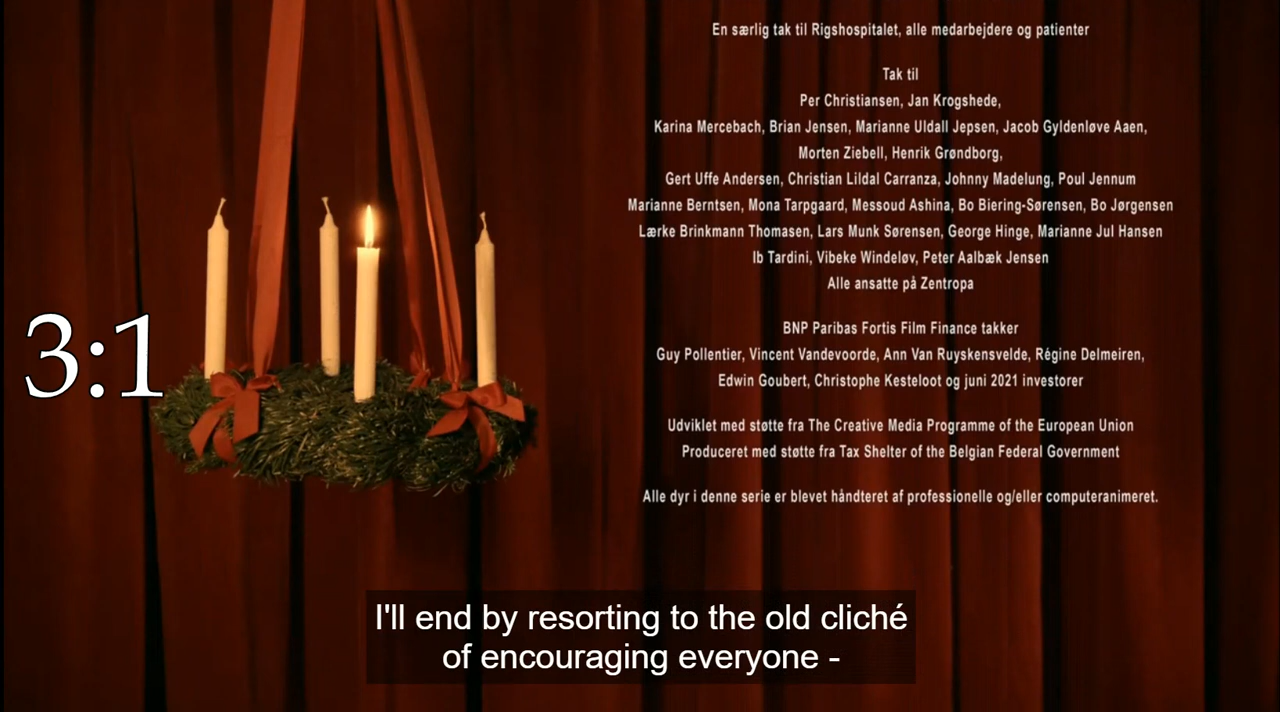 En særlig tak til Rigshospitalet, alle medarbejdere og patienter
Tak til
Per Christiansen, Jan Krogshede,
Karina Mercebach, Brian Jensen, Marianne Uldall Jepsen, Jacob Gyldenløve Aaen,
Morten Ziebell, Henrik Grøndborg,
Gert Uffe Andersen, Christian Lildal Carranza, Johnny Madelung, Poul Jennum
Marianne Berntsen, Mona Tarpgaard, Messoud Ashina, Bo Biering-Sørensen, Bo Jørgensen
Lærke Brinkmann Thomasen, Lars Munk Sørensen, George Hinge, Marianne Jul Hansen
Ib Tardini, Vibeke Windeløv, Peter Aalbæk Jensen
Alle ansatte på Zentropa
BNP Paribas Fortis Film Finance takker
Guy Pollentier, Vincent Vandevoorde, Ann Van Ruyskensvelde, Régine Delmeiren,
Edwin Goubert, Christophe Kesteloot og juni 2021 investorer
Udviklet med støtte fra The Creative Media Programme of the European Union
Produceret med støtte fra Tax Shelter of the Belgian Federal Government
Alle dyr i denne serie er blevet håndteret af professionelle og/eller computeranimeret.
3:1
I'll end by resorting to the old cliché
of encouraging everyone -